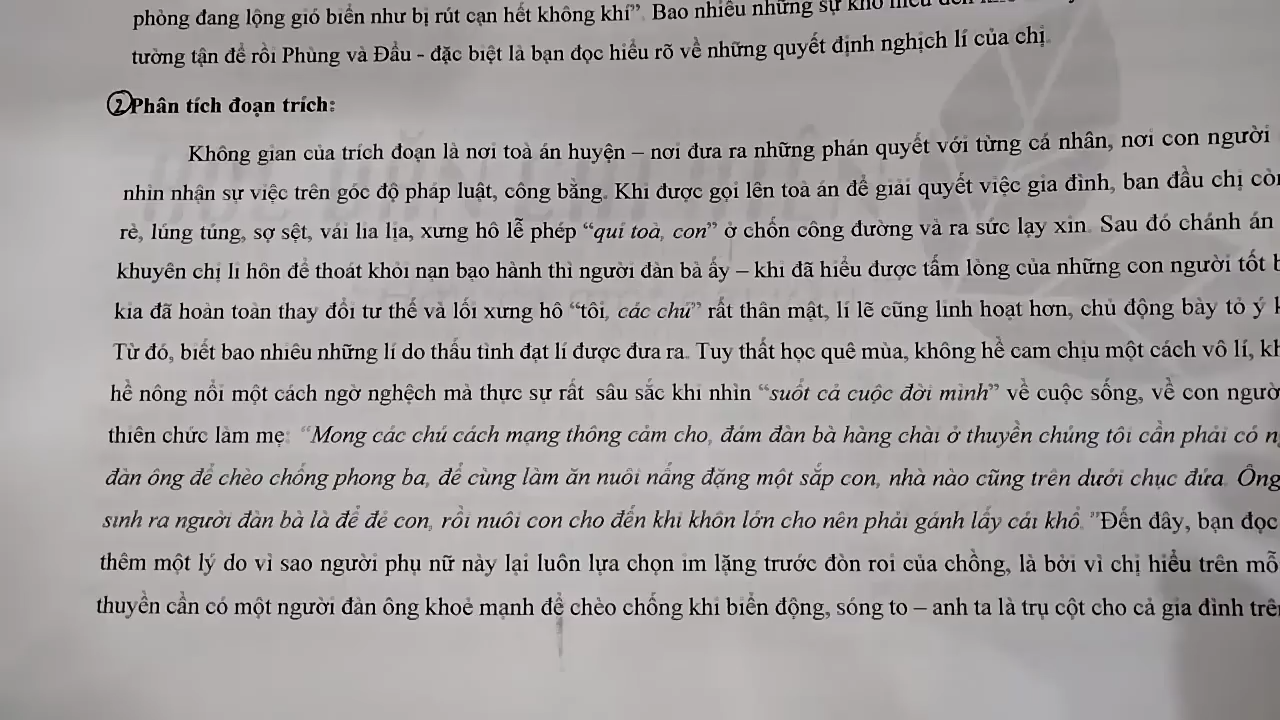 phòng đang lộng gió biển như bị rút cạn hết không khí”. Bao nhiêu những sự khó hiểu
tường tận để rồi Phùng và Đẩu - đặc biệt là bạn đọc hiểu rõ về những quyết định nghịch lí của chị.
2 Phân tích đoạn trích:
Không gian của trích đoạn là nơi toà án huyện – nơi đưa ra những phán quyết với từng cá nhân, nơi con người
nhìn nhận sự việc trên góc độ pháp luật, công bằng. Khi được gọi lên toà án để giải quyết việc gia đình, ban đầu chị còn
rè, lúng túng, sợ sệt, vái lia lịa, xưng hô lễ phép “quí toà, con” ở chốn công đường và ra sức lạy xin. Sau đó chánh án
khuyên chị li hôn để thoát khỏi nạn bạo hành thì người đàn bà ấy – khi đã hiểu được tấm lòng của những con người tốt
kia đã hoàn toàn thay đổi tư thế và lối xưng hô “tôi, các chú” rất thân mật, lí lẽ cũng linh hoạt hơn, chủ động bày tỏ ý
Từ đó, biết bao nhiêu những lí do thấu tình đạt lí được đưa ra. Tuy thất học quê mùa, không hề cam chịu một cách vô lí,
hề nông nổi một cách ngờ nghệch mà thực sự rất sâu sắc khi nhìn “suốt cả cuộc đời mình” về cuộc sống, về con người
thiên chức làm mẹ: “Mong các chú cách mạng thông cảm cho, đám đàn bà hàng chài ở thuyền chúng tôi cần phải có
đàn ông để chèo chống phong ba, để cùng làm ăn nuôi nấng đặng một sắp con, nhà nào cũng trên dưới chục đứa. Ông
sinh ra người đàn bà là để đẻ con, rồi nuôi con cho đến khi khôn lớn cho nên phải gánh lấy cái khổ. ”Đến đây, bạn đọc
thêm một lý do vì sao người phụ nữ này lại luôn lựa chọn im lặng trước đòn roi của chồng, là bởi vì chị hiểu trên
thuyền cần có một người đàn ông khoẻ mạnh để chèo chống khi biển động, sóng to – anh ta là trụ cột cho cả gia đình